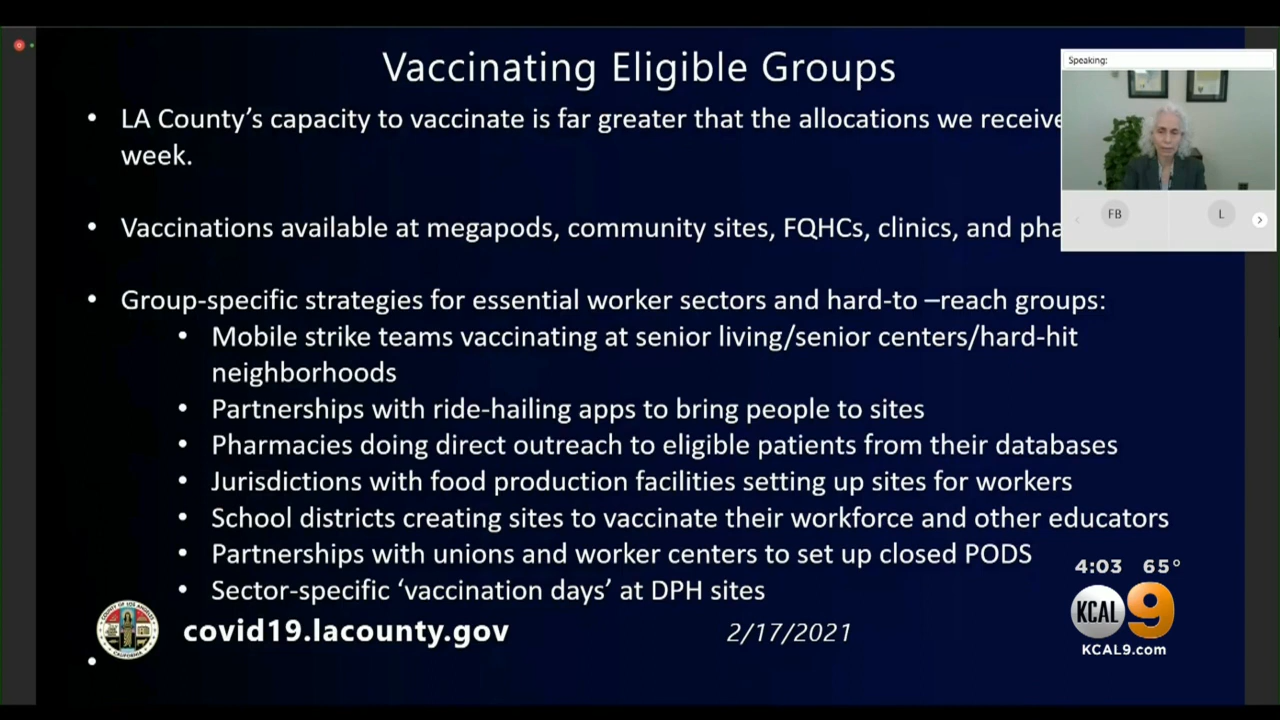 Vaccinating Eligible Groups
Speaking:
• LA County’s capacity to vaccinate is far greater that the allocations we receive
week.
FB
L
• Vaccinations available at megapods, community sites, FQHCs, clinics, and pha
• Group-specific strategies for essential worker sectors and hard-to –reach groups:
• Mobile strike teams vaccinating at senior living/senior centers/hard-hit
neighborhoods
• Partnerships with ride-hailing apps to bring people to sites
• Pharmacies doing direct outreach to eligible patients from their databases
• Jurisdictions with food production facilities setting up sites for workers
• School districts creating sites to vaccinate their workforce and other educators
• Partnerships with unions and worker centers to set up closed PODS
• Sector-specific ‘vaccination days’ at DPH sites
4:03 65°
covid19.lacounty.gov
2/17/2021
KCAL 9
KCAL9.com